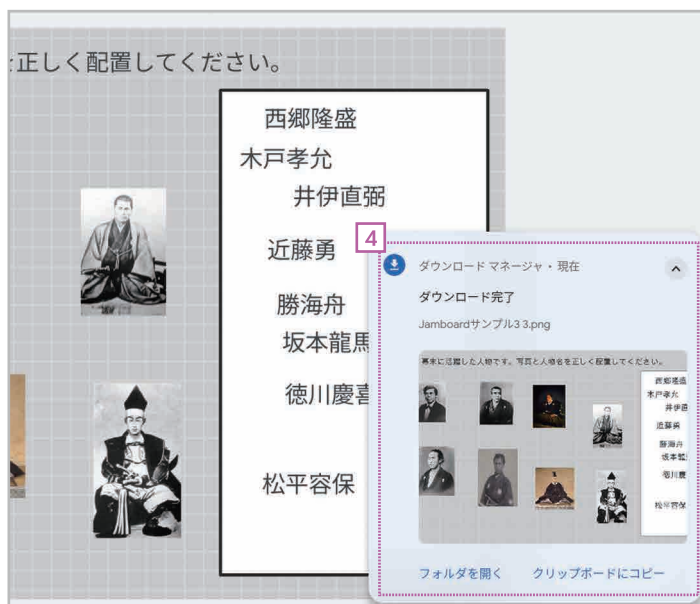 を正しく配置してください。
西郷隆盛
木戸孝允
井伊直弼
近藤勇
勝海舟
坂本龍馬
徳川慶喜
松平容保
4
ダウンロード マネージャ・現在
ダウンロード完了
Jamboardサンプル3 3.png
幕末に活躍した人物です。写真と人物名を正しく配置してください。
西郷隆盛
木戸孝允
井伊直
近藤勇
勝海舟
坂本龍
徳川慶
松平容保
フォルダを開く
クリップボードにコピー